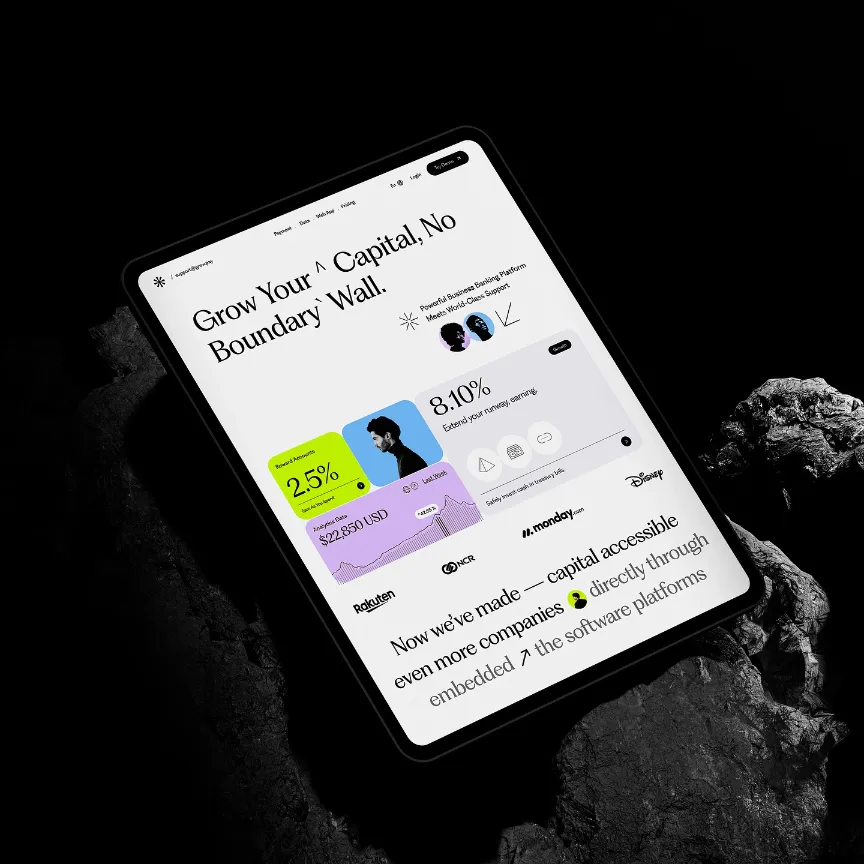 support@growpay
Payment
Data
Web App
Pricing
En
Login
Try Demo
Grow Your ^ Capital, No
Boundary` Wall.
Powerful Business Banking Platform
Meets World-Class Support
Reward Accounts
2.5%
8.10%
Extend your runway, earning.
Safely invest cash in treasury bills
Analytics Data
Last Week
$22,850 USD
Rakuten
NCR
monday.com
Disney
Now we've made — capital accessible
even more companies directly through
embedded ↗ the software platforms